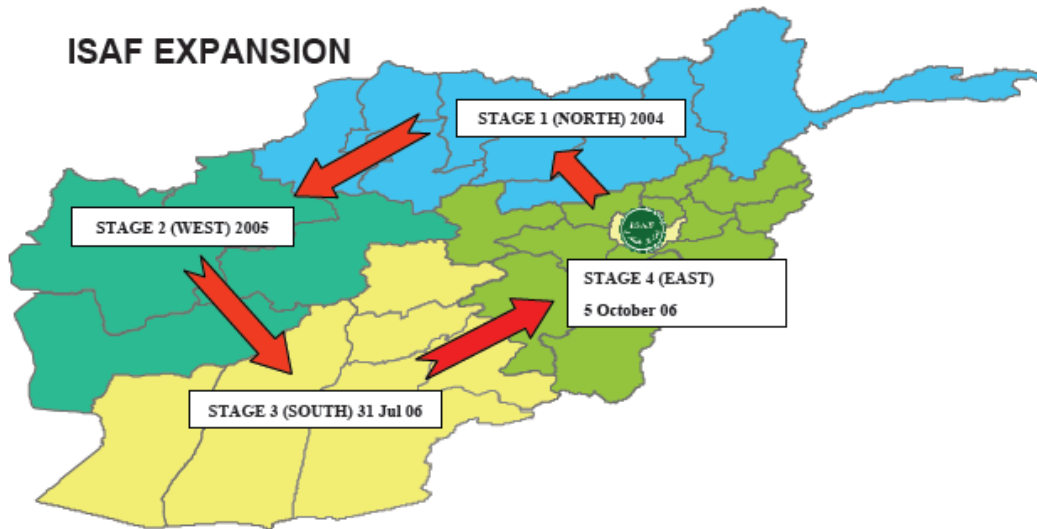 ISAF EXPANSION
STAGE 1 (NORTH) 2004
STAGE 2 (WEST) 2005
ISAF
STAGE 4 (EAST)
5 October 06
STAGE 3 (SOUTH) 31 Jul 06